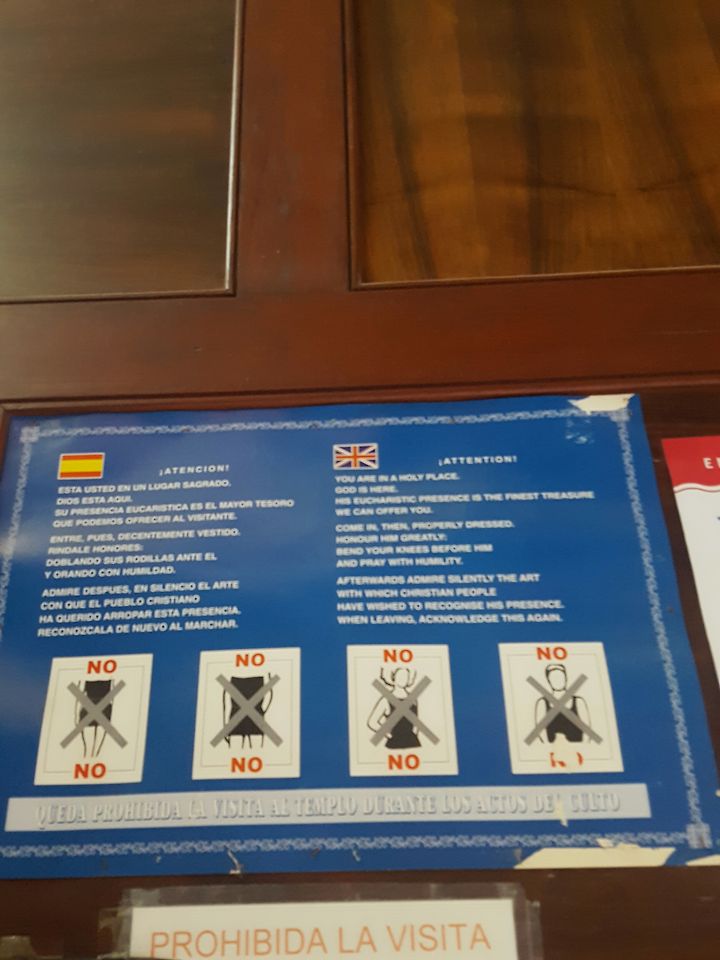 ¡ATENCION!
ESTA USTED EN UN LUGAR SAGRADO.
DIOS ESTA AQUI.
SU PRESENCIA EUCARISTICA ES EL MAYOR TESORO
QUE PODEMOS OFRECER AL VISITANTE.
ENTRE, PUES, DECENTEMENTE VESTIDO.
RINDALE HONORES:
DOBLANDO SUS RODILLAS ANTE EL
Y ORANDO CON HUMILDAD.
ADMIRE DESPUES, EN SILENCIO EL ARTE
CON QUE EL PUEBLO CRISTIANO
HA QUERIDO ARROPAR ESTA PRESENCIA.
RECONOZCALA DE NUEVO AL MARCHAR.
¡ATTENTION!
YOU ARE IN A HOLY PLACE.
GOD IS HERE.
HIS EUCHARISTIC PRESENCE IS THE FINEST TREASURE
WE CAN OFFER YOU.
COME IN, THEN, PROPERLY DRESSED.
HONOUR HIM GREATLY:
BEND YOUR KNEES BEFORE HIM
AND PRAY WITH HUMILITY.
AFTERWARDS ADMIRE SILENTLY THE ART
WITH WHICH CHRISTIAN PEOPLE
HAVE WISHED TO RECOGNISE HIS PRESENCE.
WHEN LEAVING, ACKNOWLEDGE THIS AGAIN.
NO
NO
NO
NO
NO
NO
NO
NO
QUEDA PROHIBIDA LA VISITA AL TEMPLO DURANTE LOS ACTOS DEL CULTO
PROHIBIDA LA VISITA